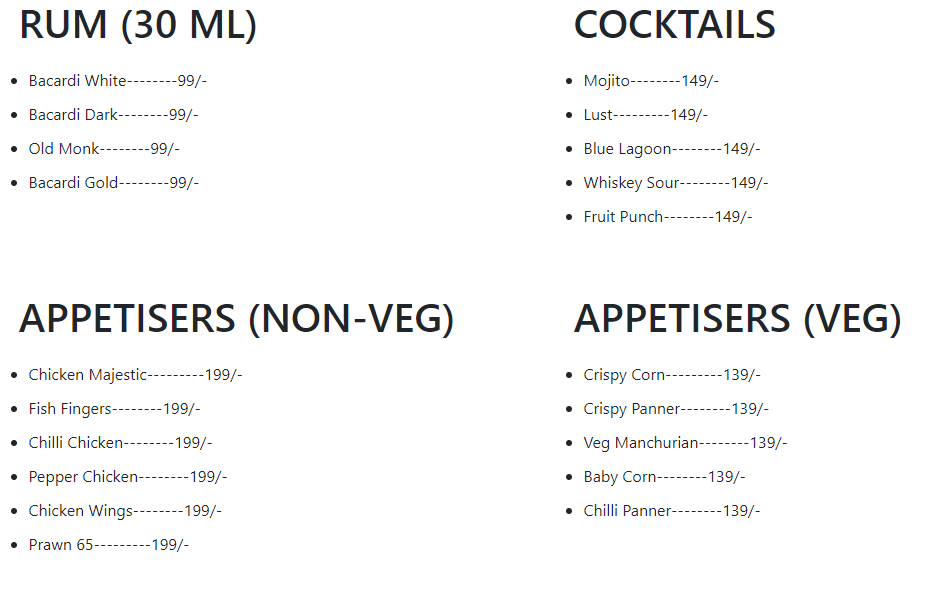 RUM (30 ML)
Bacardi White--------99/-
Bacardi Dark--------99/-
Old Monk--------99/-
Bacardi Gold--------99/-
COCKTAILS
Mojito--------149/-
Lust---------149/-
Blue Lagoon--------149/-
Whiskey Sour--------149/-
Fruit Punch--------149/-
APPETISERS (NON-VEG)
Chicken Majestic---------199/-
Fish Fingers--------199/-
Chilli Chicken--------199/-
Pepper Chicken--------199/-
Chicken Wings--------199/-
Prawn 65---------199/-
APPETISERS (VEG)
Crispy Corn---------139/-
Crispy Panner--------139/-
Veg Manchurian--------139/-
Baby Corn--------139/-
Chilli Panner--------139/-